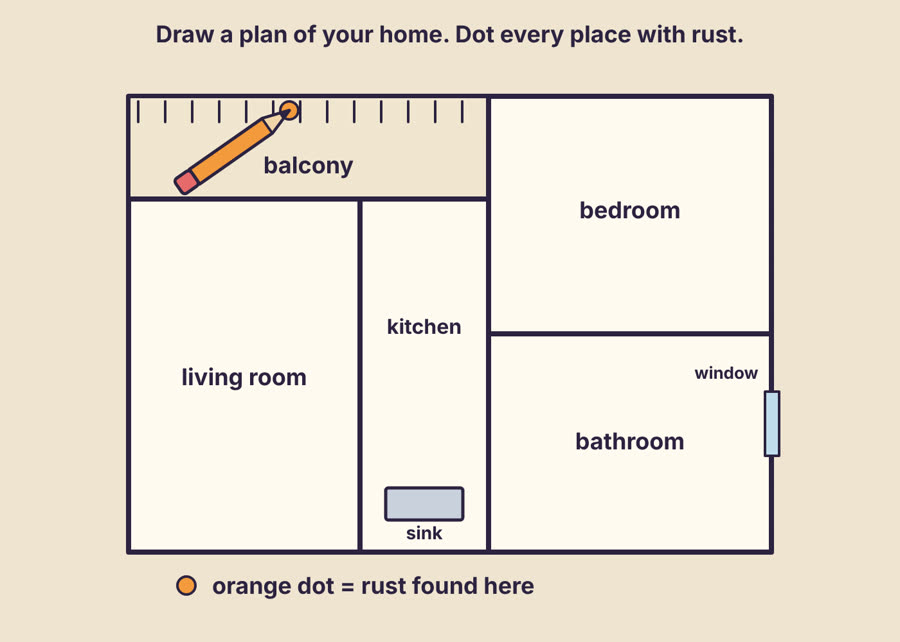 Draw a plan of your home. Dot every place with rust.
balcony
bedroom
kitchen
living room
window
bathroom
sink
orange dot = rust found here